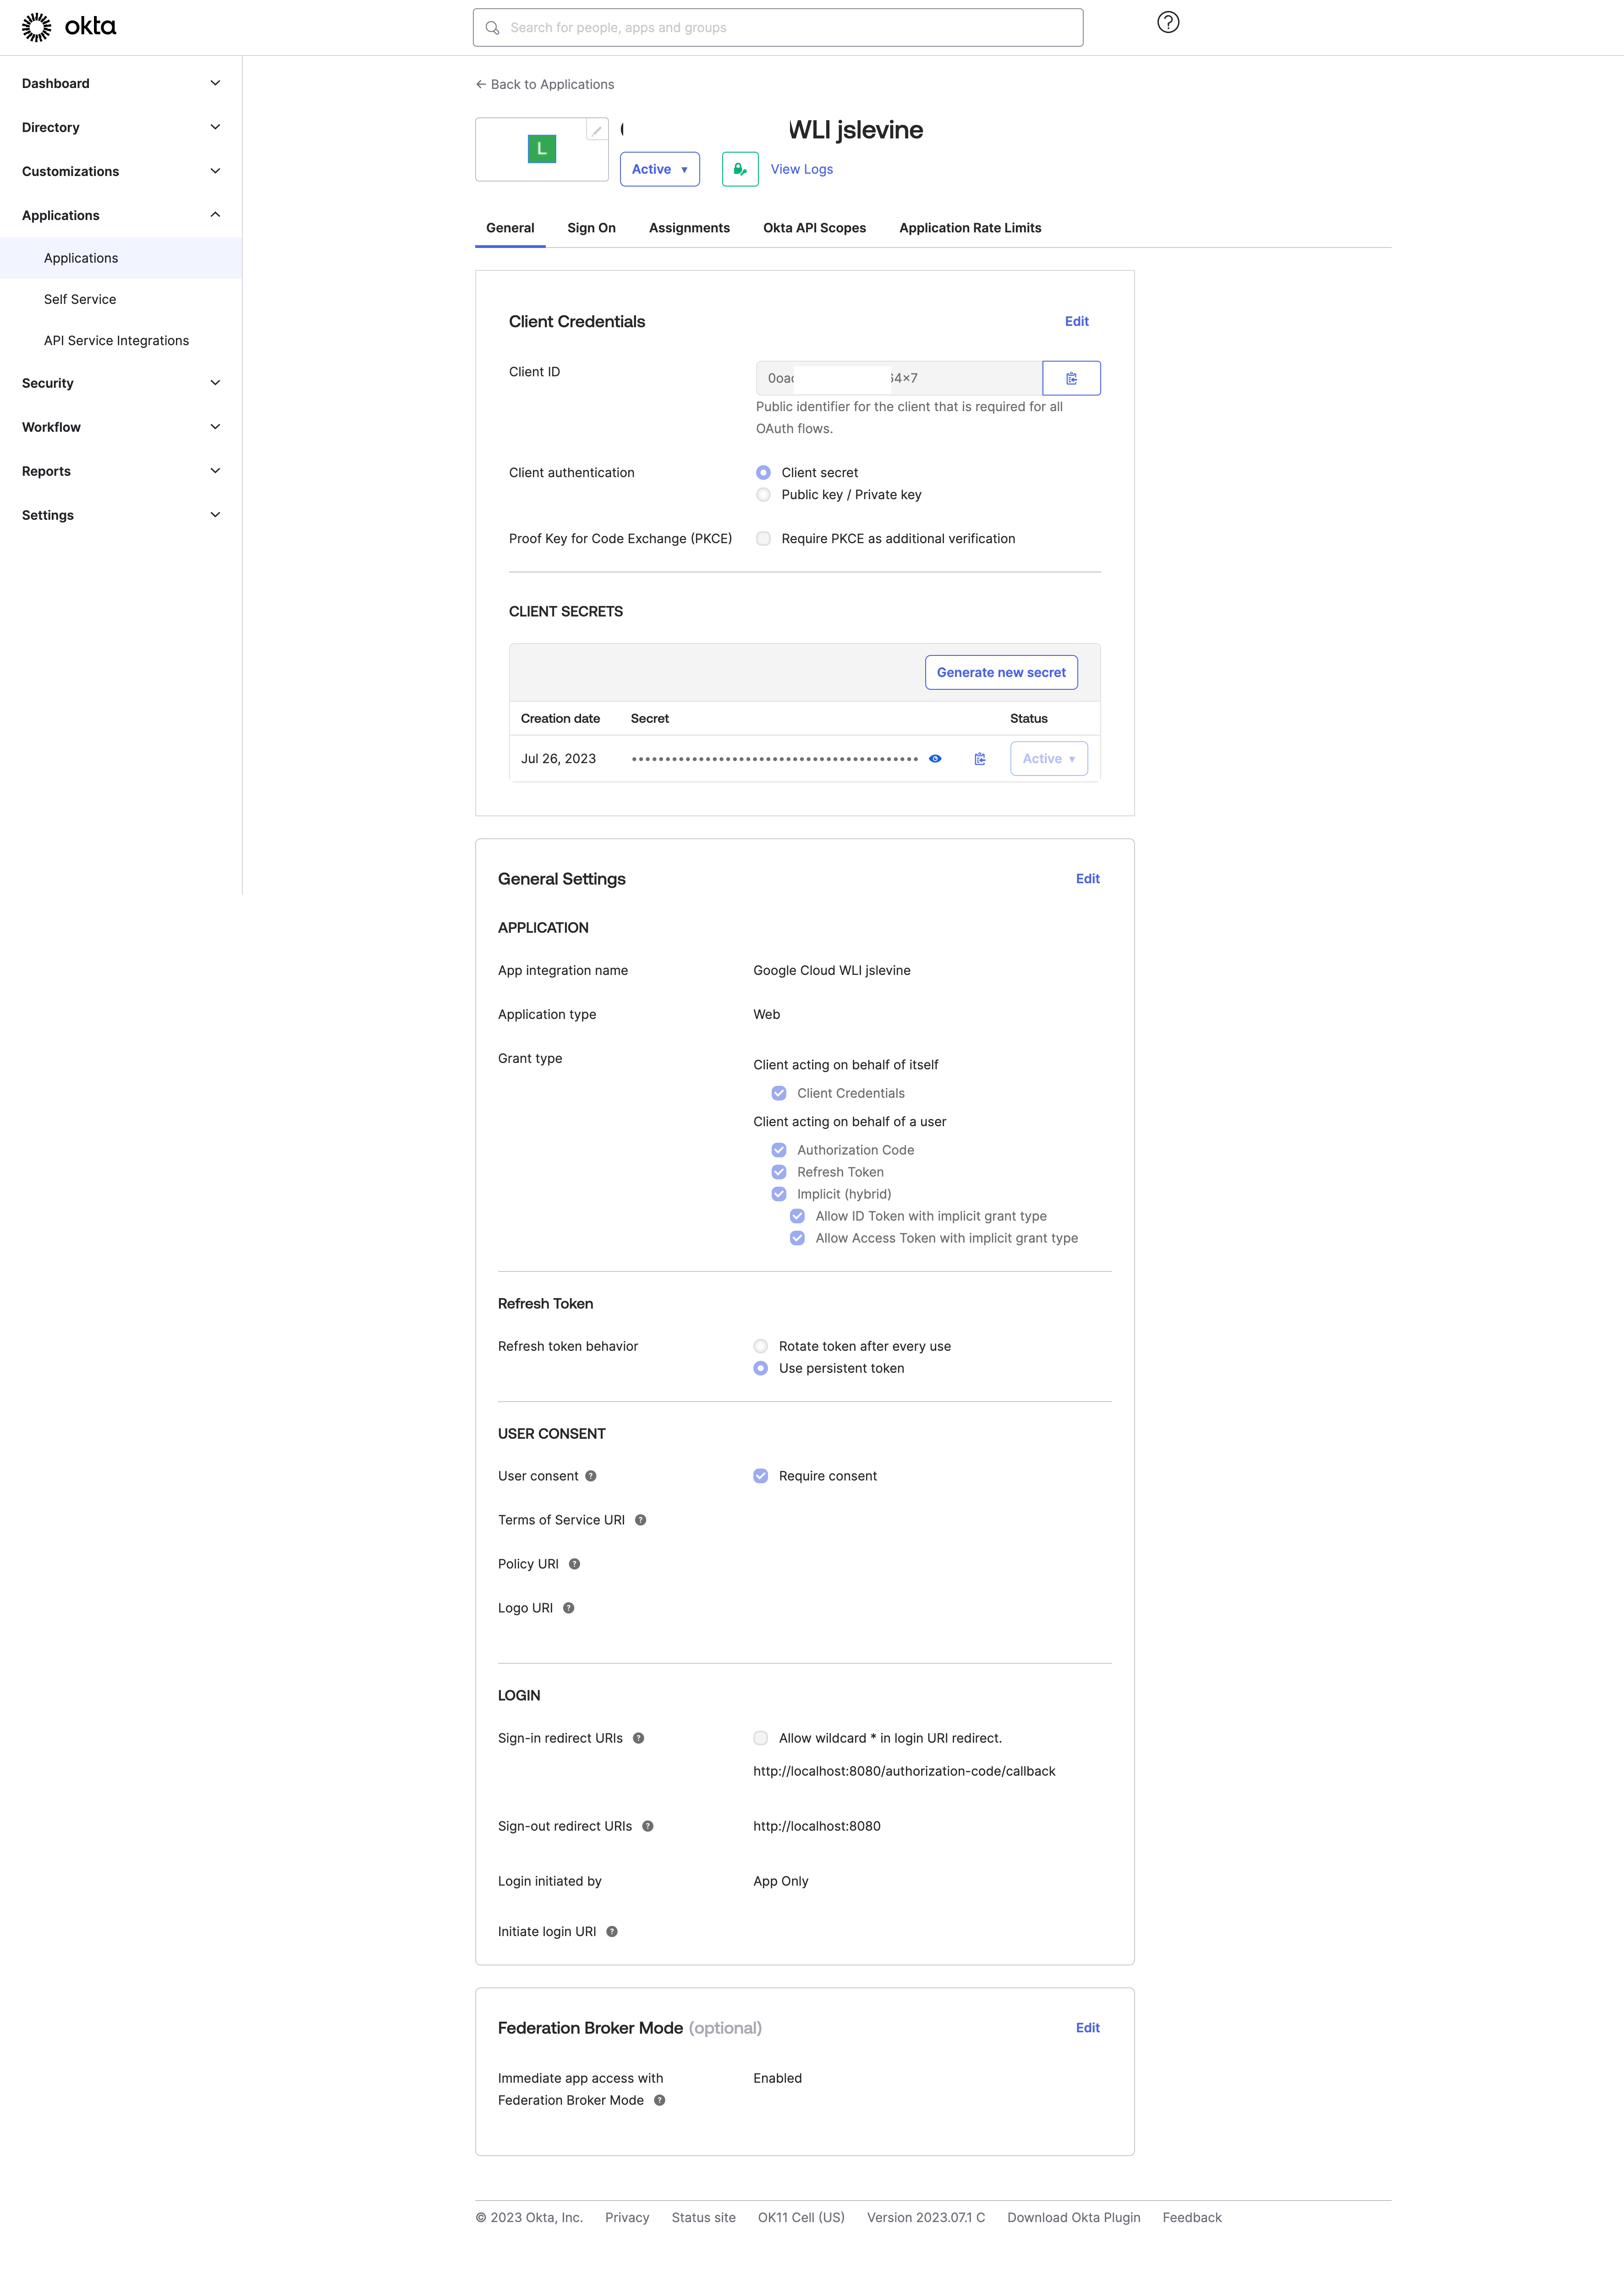 okta
Search for people, apps and groups
Dashboard
Directory
Customizations
Applications
Applications
Self Service
API Service Integrations
Security
Workflow
Reports
Settings
← Back to Applications
L
WLI jslevine
Active ▼
View Logs
General Sign On Assignments Okta API Scopes Application Rate Limits
Client Credentials Edit
Client ID
Public identifier for the client that is required for all
OAuth flows.
Client authentication
Client secret
Public key / Private key
Proof Key for Code Exchange (PKCE)
Require PKCE as additional verification
CLIENT SECRETS
Generate new secret
Creation date Secret Status
Jul 26, 2023 Active ▼
General Settings Edit
APPLICATION
App integration name Google Cloud WLI jslevine
Application type Web
Grant type
Client acting on behalf of itself
Client Credentials
Client acting on behalf of a user
Authorization Code
Refresh Token
Implicit (hybrid)
Allow ID Token with implicit grant type
Allow Access Token with implicit grant type
Refresh Token
Refresh token behavior
Rotate token after every use
Use persistent token
USER CONSENT
User consent ? Require consent
Terms of Service URI ?
Policy URI ?
Logo URI ?
LOGIN
Sign-in redirect URIs ?
Allow wildcard * in login URI redirect.
http://localhost:8080/authorization-code/callback
Sign-out redirect URIs ? http://localhost:8080
Login initiated by App Only
Initiate login URI ?
Federation Broker Mode (optional) Edit
Immediate app access with
Federation Broker Mode ?
Enabled
© 2023 Okta, Inc. Privacy Status site OK11 Cell (US) Version 2023.07.1 C Download Okta Plugin Feedback